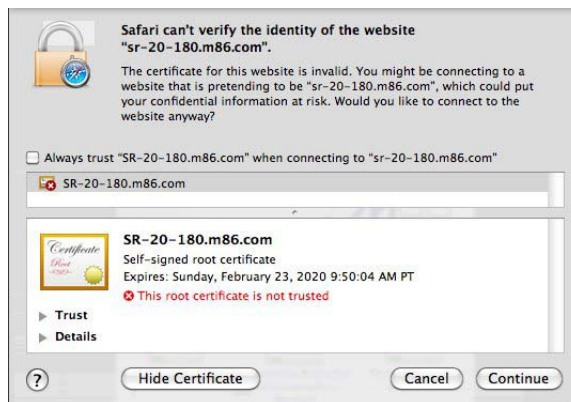 Safari can't verify the identity of the website
"sr-20-180.m86.com".
The certificate for this website is invalid. You might be connecting to a
website that is pretending to be "sr-20-180.m86.com", which could put
your confidential information at risk. Would you like to connect to the
website anyway?
Always trust "SR-20-180.m86.com" when connecting to "sr-20-180.m86.com"
SR-20-180.m86.com
Certificate
Root
SR-20-180.m86.com
Self-signed root certificate
Expires: Sunday, February 23, 2020 9:50:04 AM PT
This root certificate is not trusted
Trust
Details
? Hide Certificate Cancel Continue